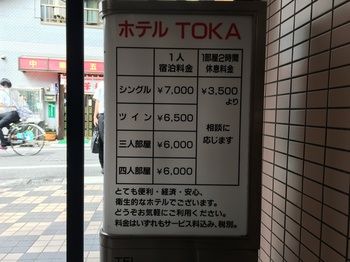 ホテル TOKA
1人
宿泊料金
1部屋2時間
休息料金
シングル ¥7,000 ¥3,500
より
ツイン ¥6,500
相談に
応じます
三人部屋 ¥6,000
四人部屋 ¥6,000
とても便利・経済・安心、
衛生的なホテルでございます。
どうぞお気軽にご利用ください。
料金はいずれもサービス料込み、税別。
TEL